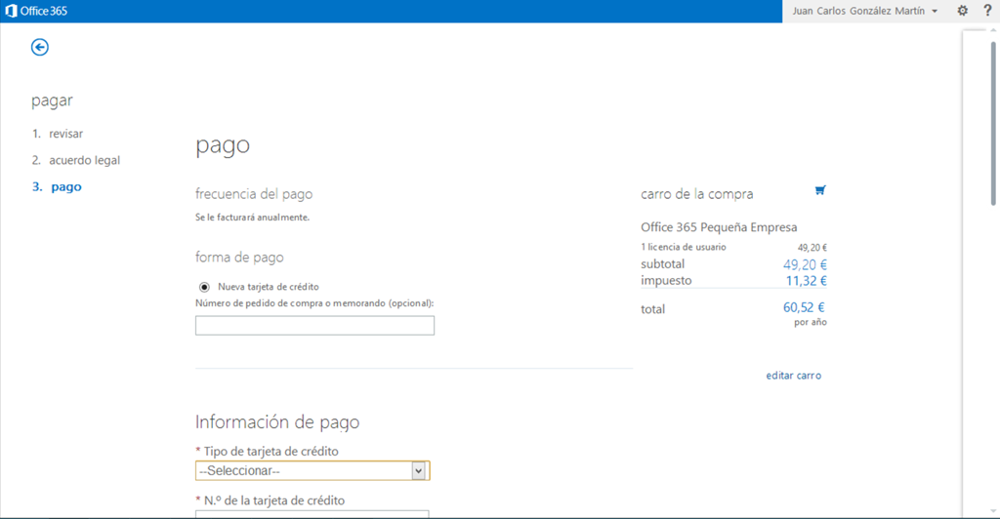 Office 365
Juan Carlos González Martín
?
pagar
1. revisar
2. acuerdo legal
3. pago
pago
frecuencia del pago
Se le facturará anualmente.
forma de pago
Nueva tarjeta de crédito
Número de pedido de compra o memorando (opcional):
carro de la compra
Office 365 Pequeña Empresa
1 licencia de usuario 49,20 €
subtotal 49,20 €
impuesto 11,32 €
total 60,52 €
por año
editar carro
Información de pago
* Tipo de tarjeta de crédito
--Seleccionar--
* N.º de la tarjeta de crédito